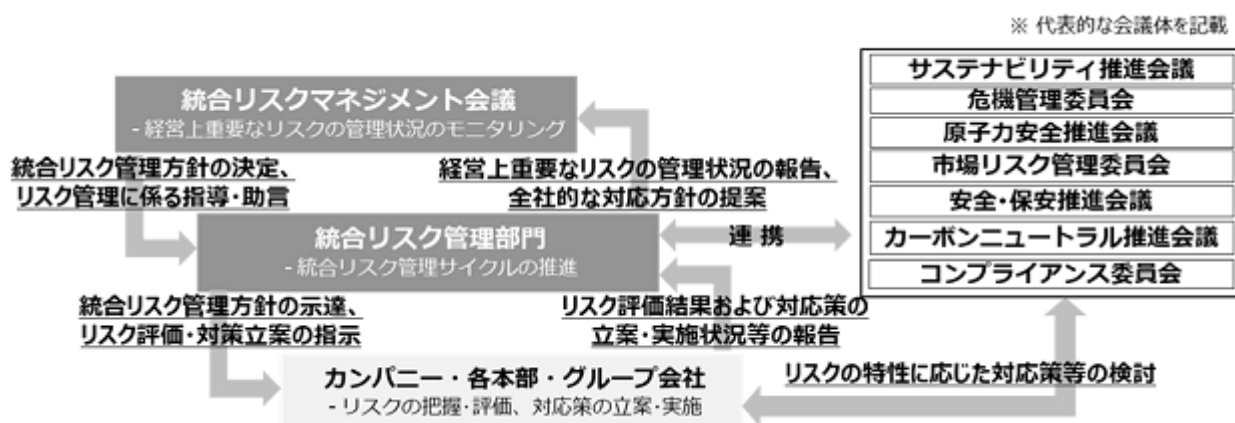 ※ 代表的な会議体を記載
統合リスクマネジメント会議
- 経営上重要なリスクの管理状況のモニタリング
統合リスク管理方針の決定、
リスク管理に係る指導・助言
経営上重要なリスクの管理状況の報告、
全社的な対応方針の提案
統合リスク管理部門
- 統合リスク管理サイクルの推進
連 携
統合リスク管理方針の示達、
リスク評価・対策立案の指示
リスク評価結果および対応策の
立案・実施状況等の報告
カンパニー・各本部・グループ会社
- リスクの把握・評価、対応策の立案・実施
サステナビリティ推進会議
危機管理委員会
原子力安全推進会議
市場リスク管理委員会
安全・保安推進会議
カーボンニュートラル推進会議
コンプライアンス委員会
リスクの特性に応じた対応策等の検討